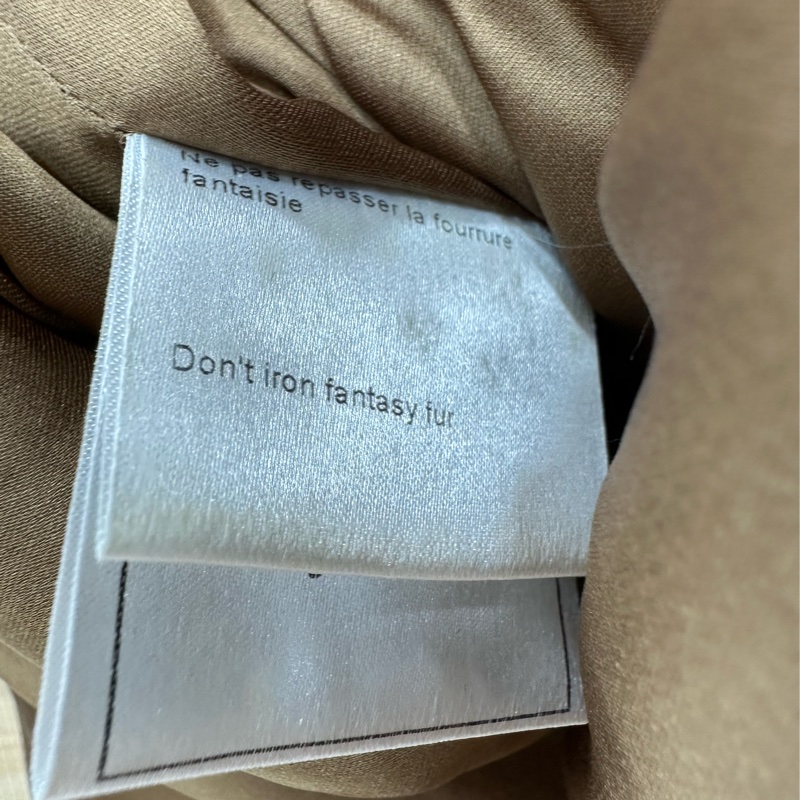 Ne pas repasser la fourrure
fantaisie
Don't iron fantasy fur